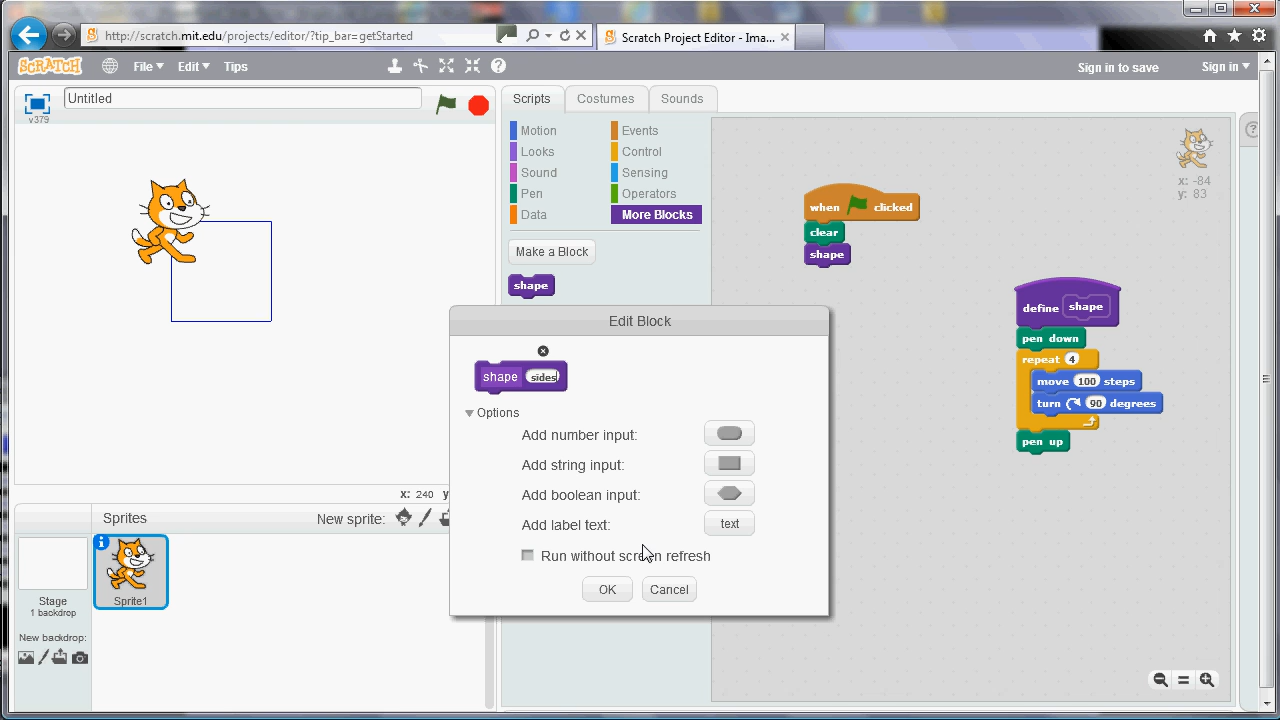 http://scratch.mit.edu/projects/editor/?tip_bar=getStarted
Scratch Project Editor - Ima...
SCRATCH
File
Edit
Tips
Sign in to save
Sign in
Untitled
v379
Scripts
Costumes
Sounds
Motion
Events
Looks
Control
Sound
Sensing
Pen
Operators
Data
More Blocks
Make a Block
shape
x: -84
y: 83
when clicked
clear
shape
define shape
pen down
repeat 4
move 100 steps
turn 90 degrees
pen up
Edit Block
shape sides
Options
Add number input:
Add string input:
Add boolean input:
Add label text:
text
Run without screen refresh
OK
Cancel
x: 240 y
Sprites
New sprite:
Sprite1
Stage
1 backdrop
New backdrop: